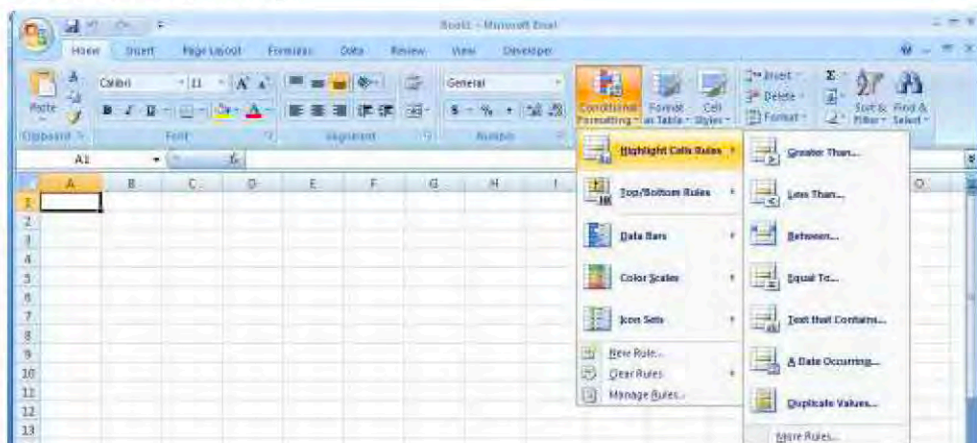 Book1 - Microsoft Excel
Home Insert Page Layout Formulas Data Review View Developer
Calibri 11 A A General
Paste B I U A $ % ,
Conditional Formatting Format as Table Cell Styles
Insert Delete Format
Σ Sort & Filter Find & Select
Clipboard Font Alignment Number
A1 fx
A B C D E F G H I O
1
2
3
4
5
6
7
8
9
10
11
12
13
Highlight Cells Rules
Top/Bottom Rules
Data Bars
Color Scales
Icon Sets
New Rule...
Clear Rules
Manage Rules...
Greater Than...
Less Than...
Between...
Equal To...
Text that Contains...
A Date Occurring...
Duplicate Values...
More Rules...